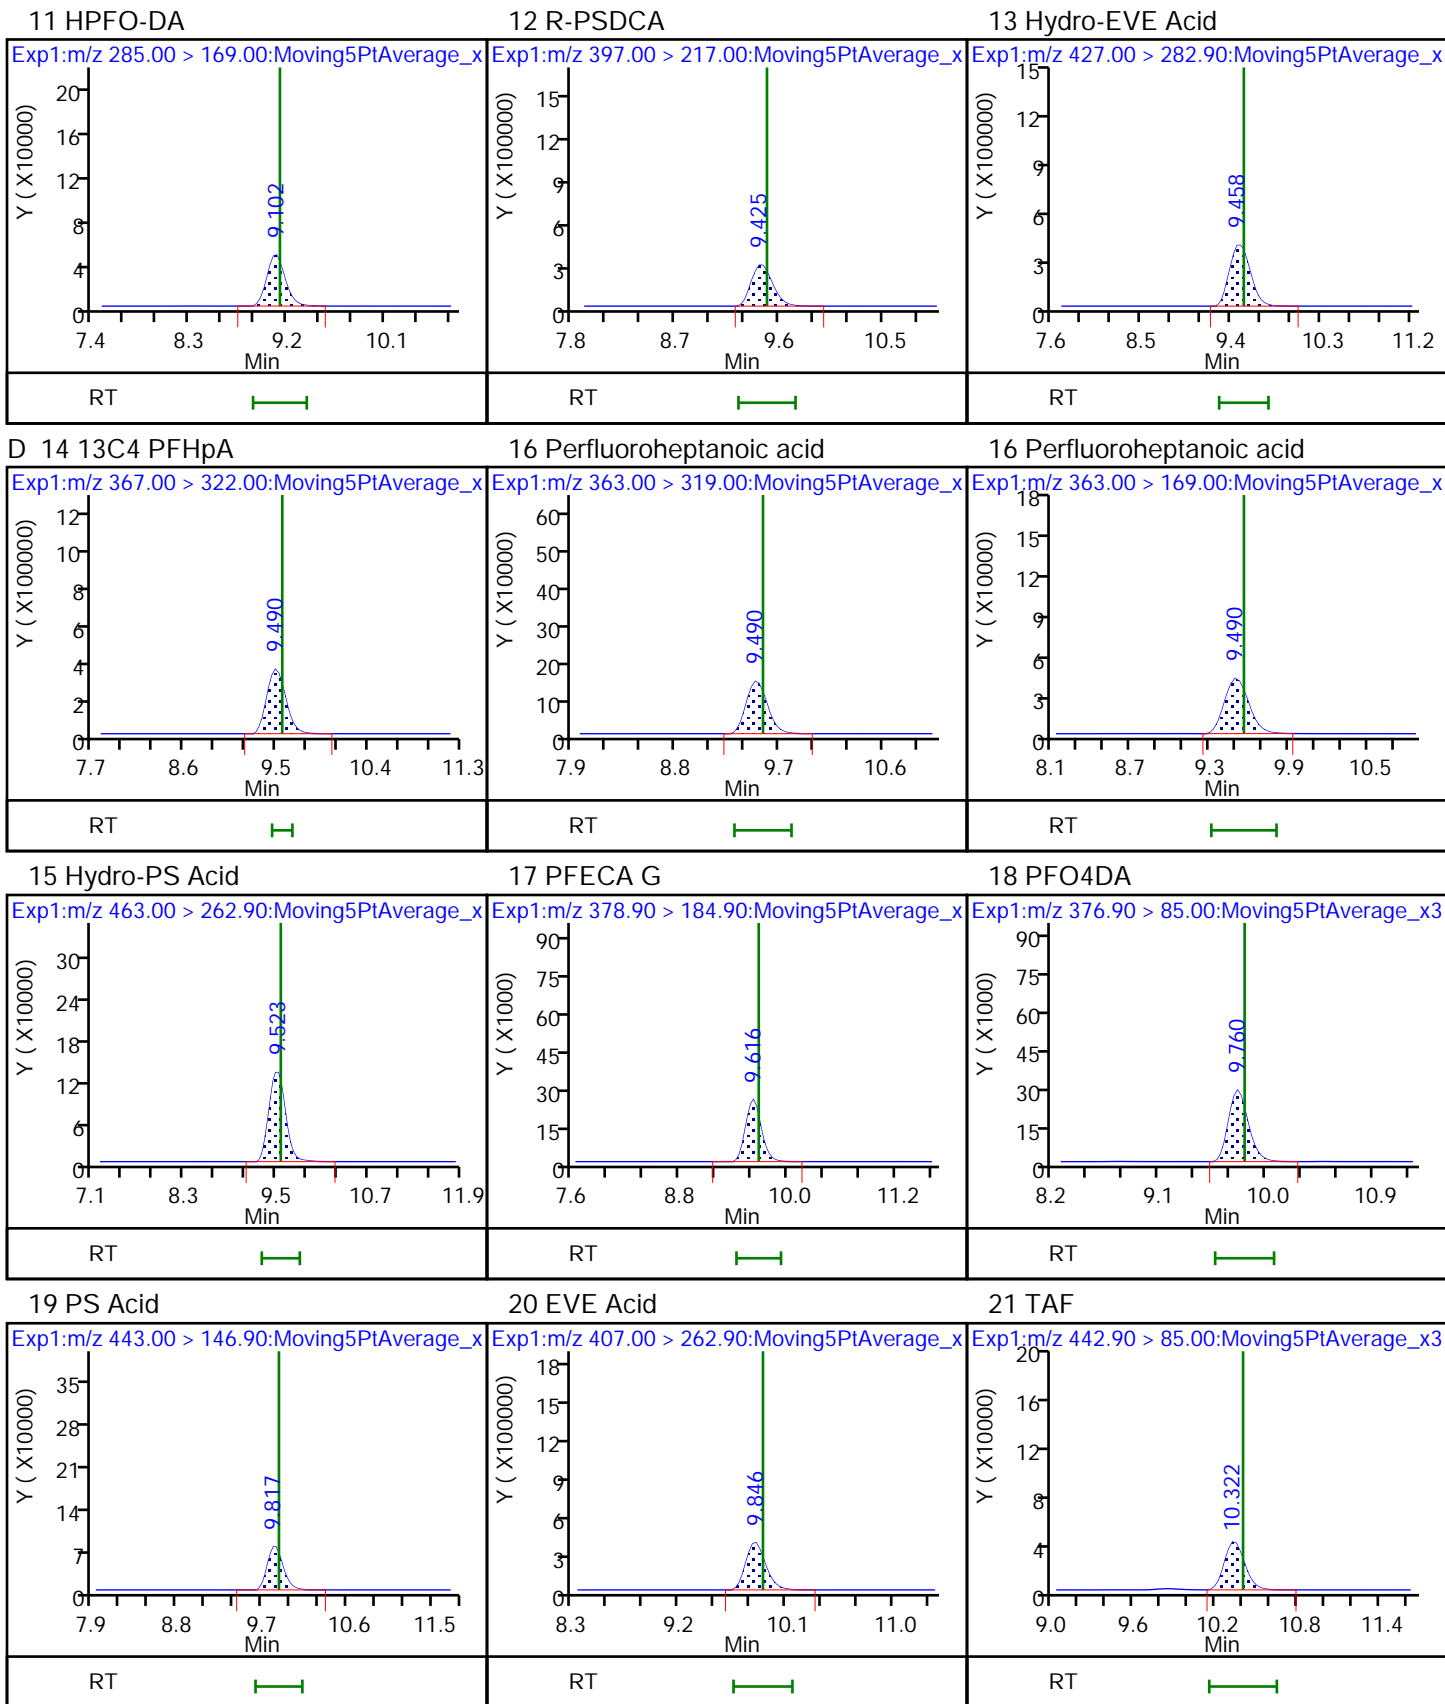 11 HPFO-DA
Exp1:m/z 285.00 > 169.00:Moving5PtAverage_x
Y ( X10000)
20
16
12
8
4
0
9.102
7.4 8.3 9.2 10.1
Min
RT
12 R-PSDCA
Exp1:m/z 397.00 > 217.00:Moving5PtAverage_x
Y ( X100000)
15
12
9
6
3
0
9.425
7.8 8.7 9.6 10.5
Min
RT
13 Hydro-EVE Acid
Exp1:m/z 427.00 > 282.90:Moving5PtAverage_x
Y ( X100000)
15
12
9
6
3
0
9.458
7.6 8.5 9.4 10.3 11.2
Min
RT
D 14 13C4 PFHpA
Exp1:m/z 367.00 > 322.00:Moving5PtAverage_x
Y ( X100000)
12
10
8
6
4
2
0
9.490
7.7 8.6 9.5 10.4 11.3
Min
RT
16 Perfluoroheptanoic acid
Exp1:m/z 363.00 > 319.00:Moving5PtAverage_x
Y ( X10000)
60
50
40
30
20
10
0
9.490
7.9 8.8 9.7 10.6
Min
RT
16 Perfluoroheptanoic acid
Exp1:m/z 363.00 > 169.00:Moving5PtAverage_x
Y ( X10000)
18
15
12
9
6
3
0
9.490
8.1 8.7 9.3 9.9 10.5
Min
RT
15 Hydro-PS Acid
Exp1:m/z 463.00 > 262.90:Moving5PtAverage_x
Y ( X10000)
30
24
18
12
6
0
9.523
7.1 8.3 9.5 10.7 11.9
Min
RT
17 PFECA G
Exp1:m/z 378.90 > 184.90:Moving5PtAverage_x
Y ( X1000)
90
75
60
45
30
15
0
9.616
7.6 8.8 10.0 11.2
Min
RT
18 PFO4DA
Exp1:m/z 376.90 > 85.00:Moving5PtAverage_x3
Y ( X1000)
90
75
60
45
30
15
0
9.760
8.2 9.1 10.0 10.9
Min
RT
19 PS Acid
Exp1:m/z 443.00 > 146.90:Moving5PtAverage_x
Y ( X10000)
35
28
21
14
7
0
9.817
7.9 8.8 9.7 10.6 11.5
Min
RT
20 EVE Acid
Exp1:m/z 407.00 > 262.90:Moving5PtAverage_x
Y ( X100000)
18
15
12
9
6
3
0
9.846
8.3 9.2 10.1 11.0
Min
RT
21 TAF
Exp1:m/z 442.90 > 85.00:Moving5PtAverage_x3
Y ( X10000)
20
16
12
8
4
0
10.322
9.0 9.6 10.2 10.8 11.4
Min
RT